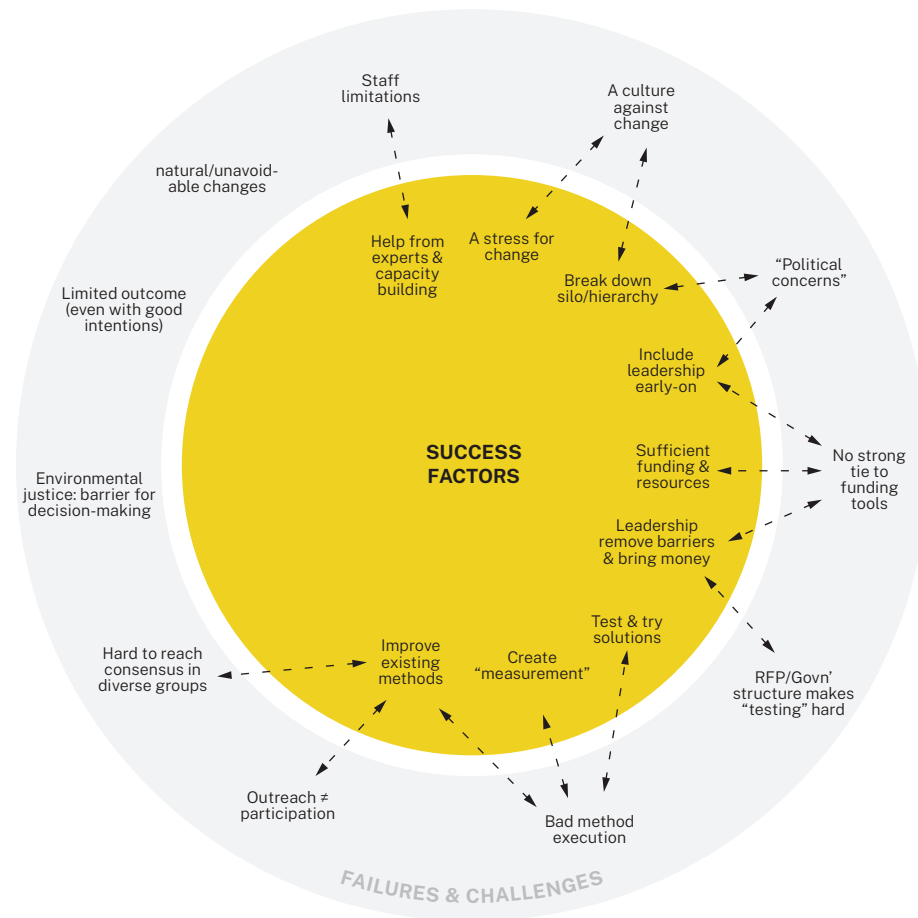 Staff
limitations
A culture
against
change
natural/unavoid-
able changes
Help from
experts &
capacity
building
A stress for
change
Break down
silo/hierarchy
“Political
concerns”
Limited outcome
(even with good
intentions)
Include
leadership
early-on
SUCCESS
FACTORS
Sufficient
funding &
resources
No strong
tie to
funding
tools
Environmental
justice: barrier for
decision-making
Leadership
remove barriers
& bring money
Test & try
solutions
Create
“measurement”
Improve
existing
methods
Hard to reach
consensus in
diverse groups
RFP/Govn’
structure makes
“testing” hard
Outreach ≠
participation
Bad method
execution
FAILURES & CHALLENGES